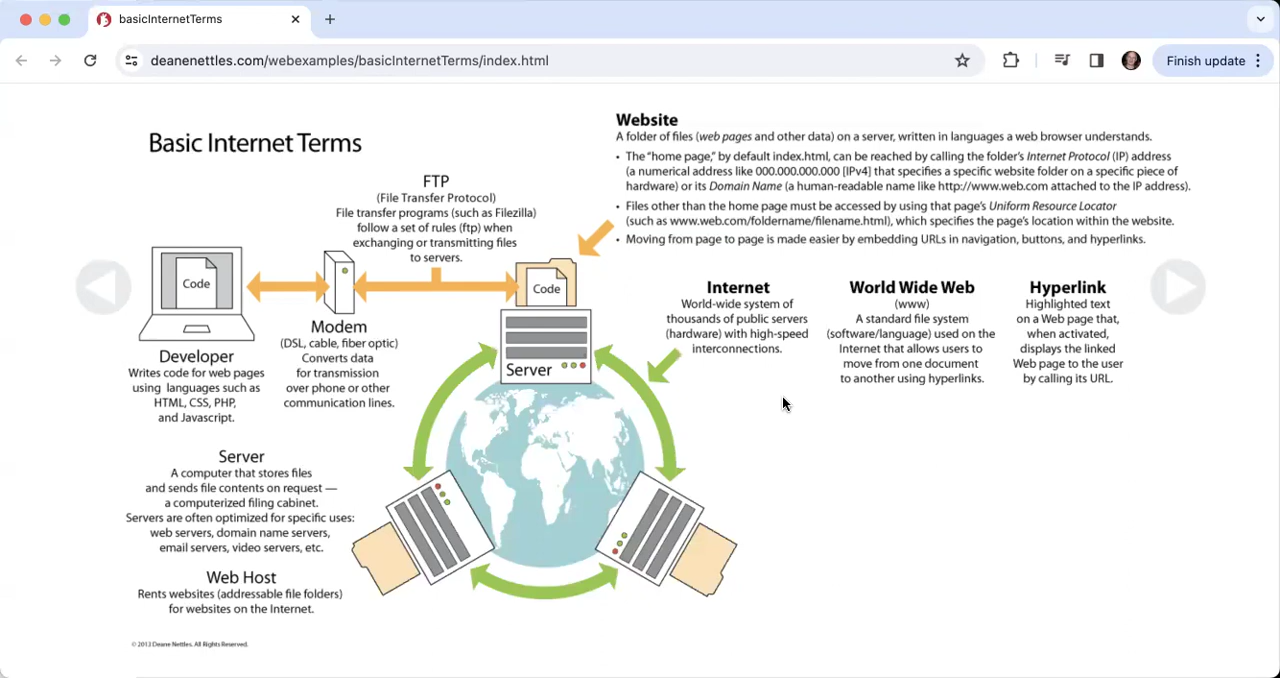 basicInternetTerms
deanenettles.com/webexamples/basicInternetTerms/index.html
Finish update
Basic Internet Terms
Website
A folder of files (web pages and other data) on a server, written in languages a web browser understands.
• The “home page,” by default index.html, can be reached by calling the folder’s Internet Protocol (IP) address
(a numerical address like 000.000.000.000 [IPv4] that specifies a specific website folder on a specific piece of
hardware) or its Domain Name (a human-readable name like http://www.web.com attached to the IP address).
• Files other than the home page must be accessed by using that page’s Uniform Resource Locator
(such as www.web.com/foldername/filename.html), which specifies the page’s location within the website.
• Moving from page to page is made easier by embedding URLs in navigation, buttons, and hyperlinks.
FTP
(File Transfer Protocol)
File transfer programs (such as Filezilla)
follow a set of rules (ftp) when
exchanging or transmitting files
to servers.
Code
Code
Developer
Writes code for web pages
using languages such as
HTML, CSS, PHP,
and Javascript.
Modem
(DSL, cable, fiber optic)
Converts data
for transmission
over phone or other
communication lines.
Server
Internet
World-wide system of
thousands of public servers
(hardware) with high-speed
interconnections.
World Wide Web
(www)
A standard file system
(software/language) used on the
Internet that allows users to
move from one document
to another using hyperlinks.
Hyperlink
Highlighted text
on a Web page that,
when activated,
displays the linked
Web page to the user
by calling its URL.
Server
A computer that stores files
and sends file contents on request —
a computerized filing cabinet.
Servers are often optimized for specific uses:
web servers, domain name servers,
email servers, video servers, etc.
Web Host
Rents websites (addressable file folders)
for websites on the Internet.
© 2013 Deane Nettles. All Rights Reserved.